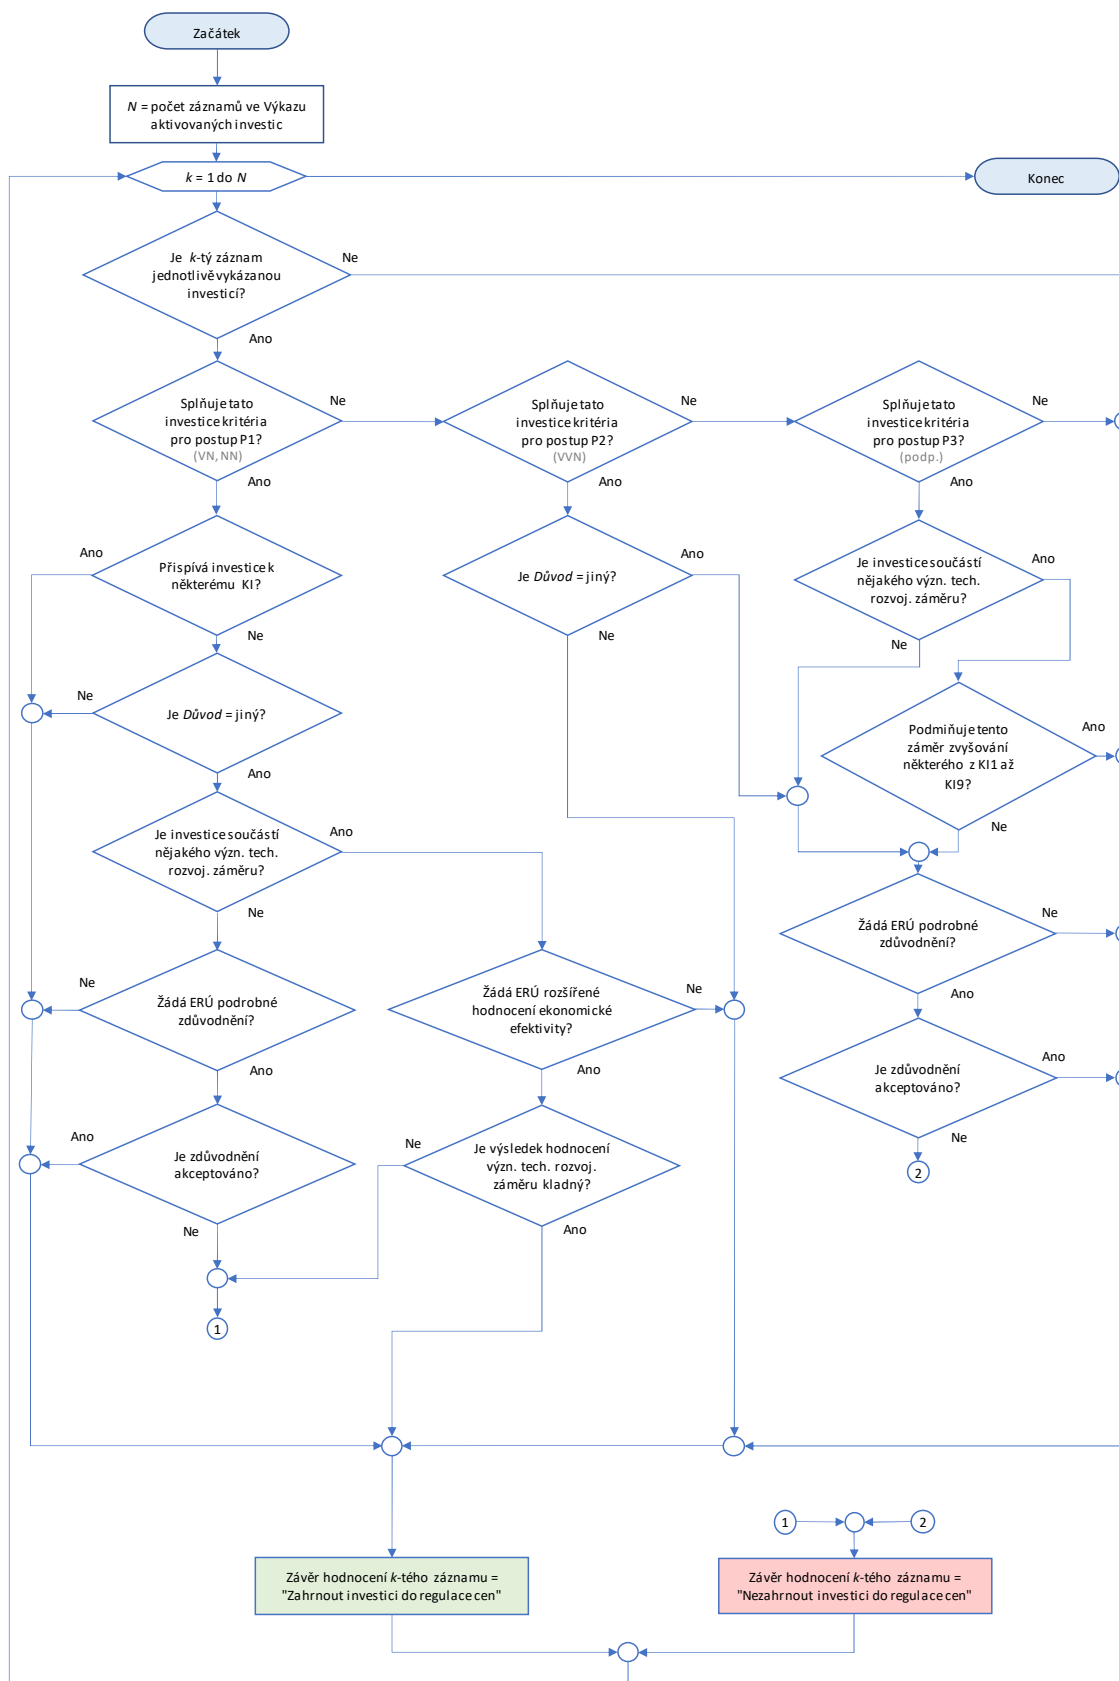 Začátek
N = počet záznamů ve Výkazu
aktivovaných investic
k = 1 do N
Konec
Je k-tý záznam
jednotlivě vykázanou
investicí?
Ne
Ano
Splňuje tato
investice kritéria
pro postup P1?
(VN, NN)
Ne
Ano
Splňuje tato
investice kritéria
pro postup P2?
(VVN)
Ne
Ano
Splňuje tato
investice kritéria
pro postup P3?
(podp.)
Ne
Ano
Přispívá investice k
některému KI?
Ano
Ne
Je Důvod = jiný?
Ano
Ne
Je investice součástí
nějakého význ. tech.
rozvoj. záměru?
Ano
Ne
Je Důvod = jiný?
Ne
Ano
Podmiňuje tento
záměr zvyšování
některého z KI1 až
KI9?
Ano
Ne
Je investice součástí
nějakého význ. tech.
rozvoj. záměru?
Ano
Ne
Žádá ERÚ podrobné
zdůvodnění?
Ne
Ano
Žádá ERÚ podrobné
zdůvodnění?
Ne
Ano
Žádá ERÚ rozšířené
hodnocení ekonomické
efektivity?
Ne
Ano
Je zdůvodnění
akceptováno?
Ano
Ne
2
Je zdůvodnění
akceptováno?
Ano
Ne
Je výsledek hodnocení
význ. tech. rozvoj.
záměru kladný?
Ne
Ano
1
1
2
Závěr hodnocení k-tého záznamu =
"Zahrnout investici do regulace cen"
Závěr hodnocení k-tého záznamu =
"Nezahrnout investici do regulace cen"